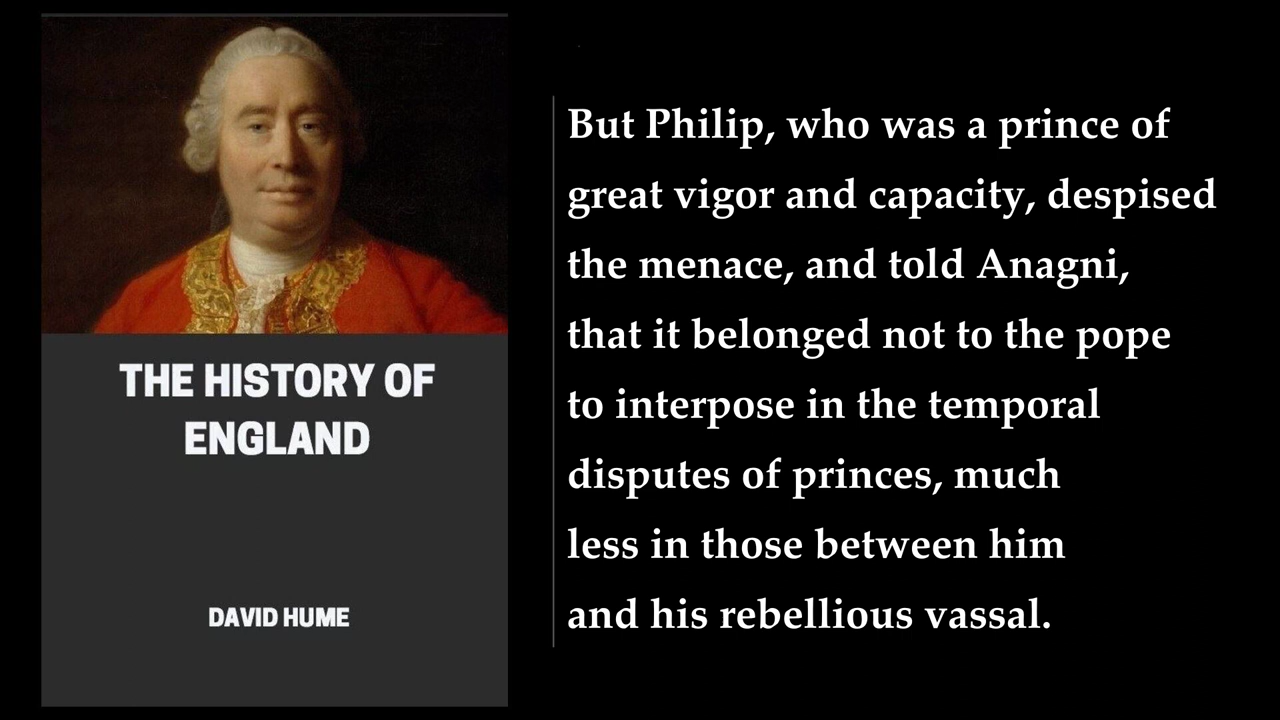 THE HISTORY OF
ENGLAND
DAVID HUME
But Philip, who was a prince of
great vigor and capacity, despised
the menace, and told Anagni,
that it belonged not to the pope
to interpose in the temporal
disputes of princes, much
less in those between him
and his rebellious vassal.